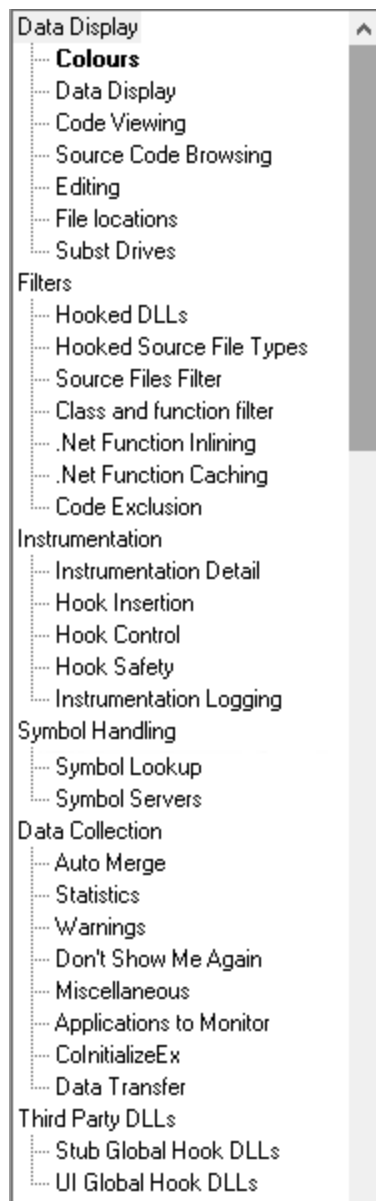 Data Display
Colours
Data Display
Code Viewing
Source Code Browsing
Editing
File locations
Subst Drives
Filters
Hooked DLLs
Hooked Source File Types
Source Files Filter
Class and function filter
.Net Function Inlining
.Net Function Caching
Code Exclusion
Instrumentation
Instrumentation Detail
Hook Insertion
Hook Control
Hook Safety
Instrumentation Logging
Symbol Handling
Symbol Lookup
Symbol Servers
Data Collection
Auto Merge
Statistics
Warnings
Don't Show Me Again
Miscellaneous
Applications to Monitor
CoInitializeEx
Data Transfer
Third Party DLLs
Stub Global Hook DLLs
UI Global Hook DLLs